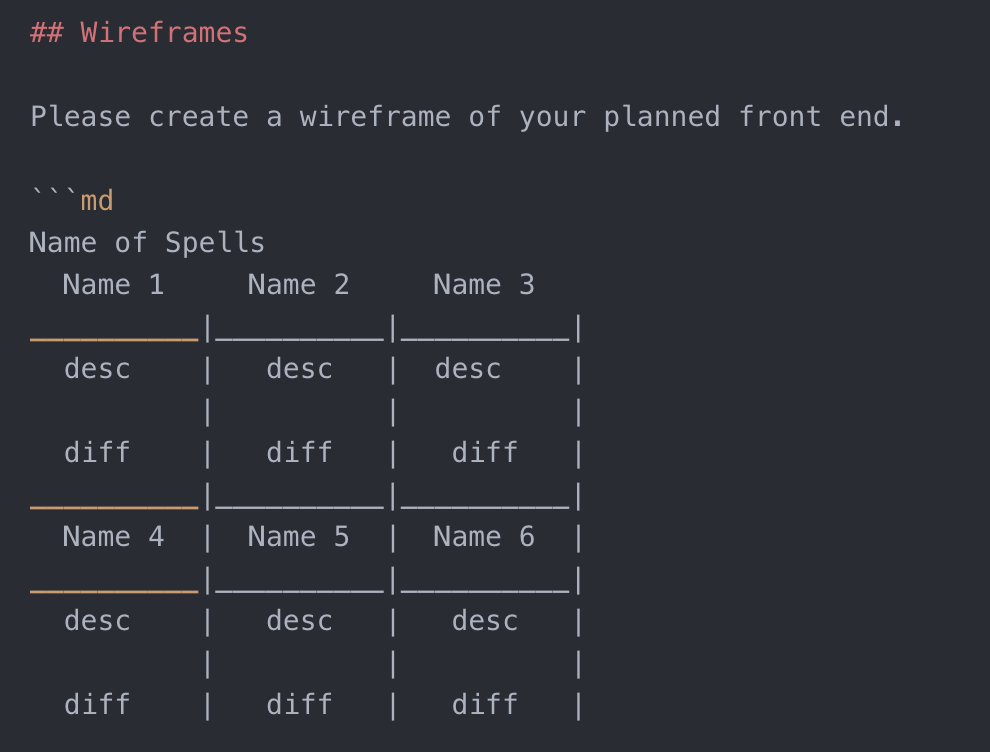 ## Wireframes
Please create a wireframe of your planned front end.
```md
Name of Spells
  Name 1     Name 2     Name 3
__________|__________|__________|
  desc    |   desc   |  desc    |
          |          |          |
  diff    |   diff   |   diff   |
__________|__________|__________|
  Name 4  |  Name 5  |  Name 6  |
__________|__________|__________|
  desc    |   desc   |   desc   |
          |          |          |
  diff    |   diff   |   diff   |